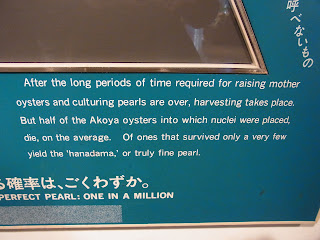 呼べないもの
After the long periods of time required for raising mother
oysters and culturing pearls are over, harvesting takes place.
But half of the Akoya oysters into which nuclei were placed,
die, on the average. Of ones that survived only a very few
yield the 'hanadama,' or truly fine pearl.
る確率は、ごくわずか。
PERFECT PEARL: ONE IN A MILLION